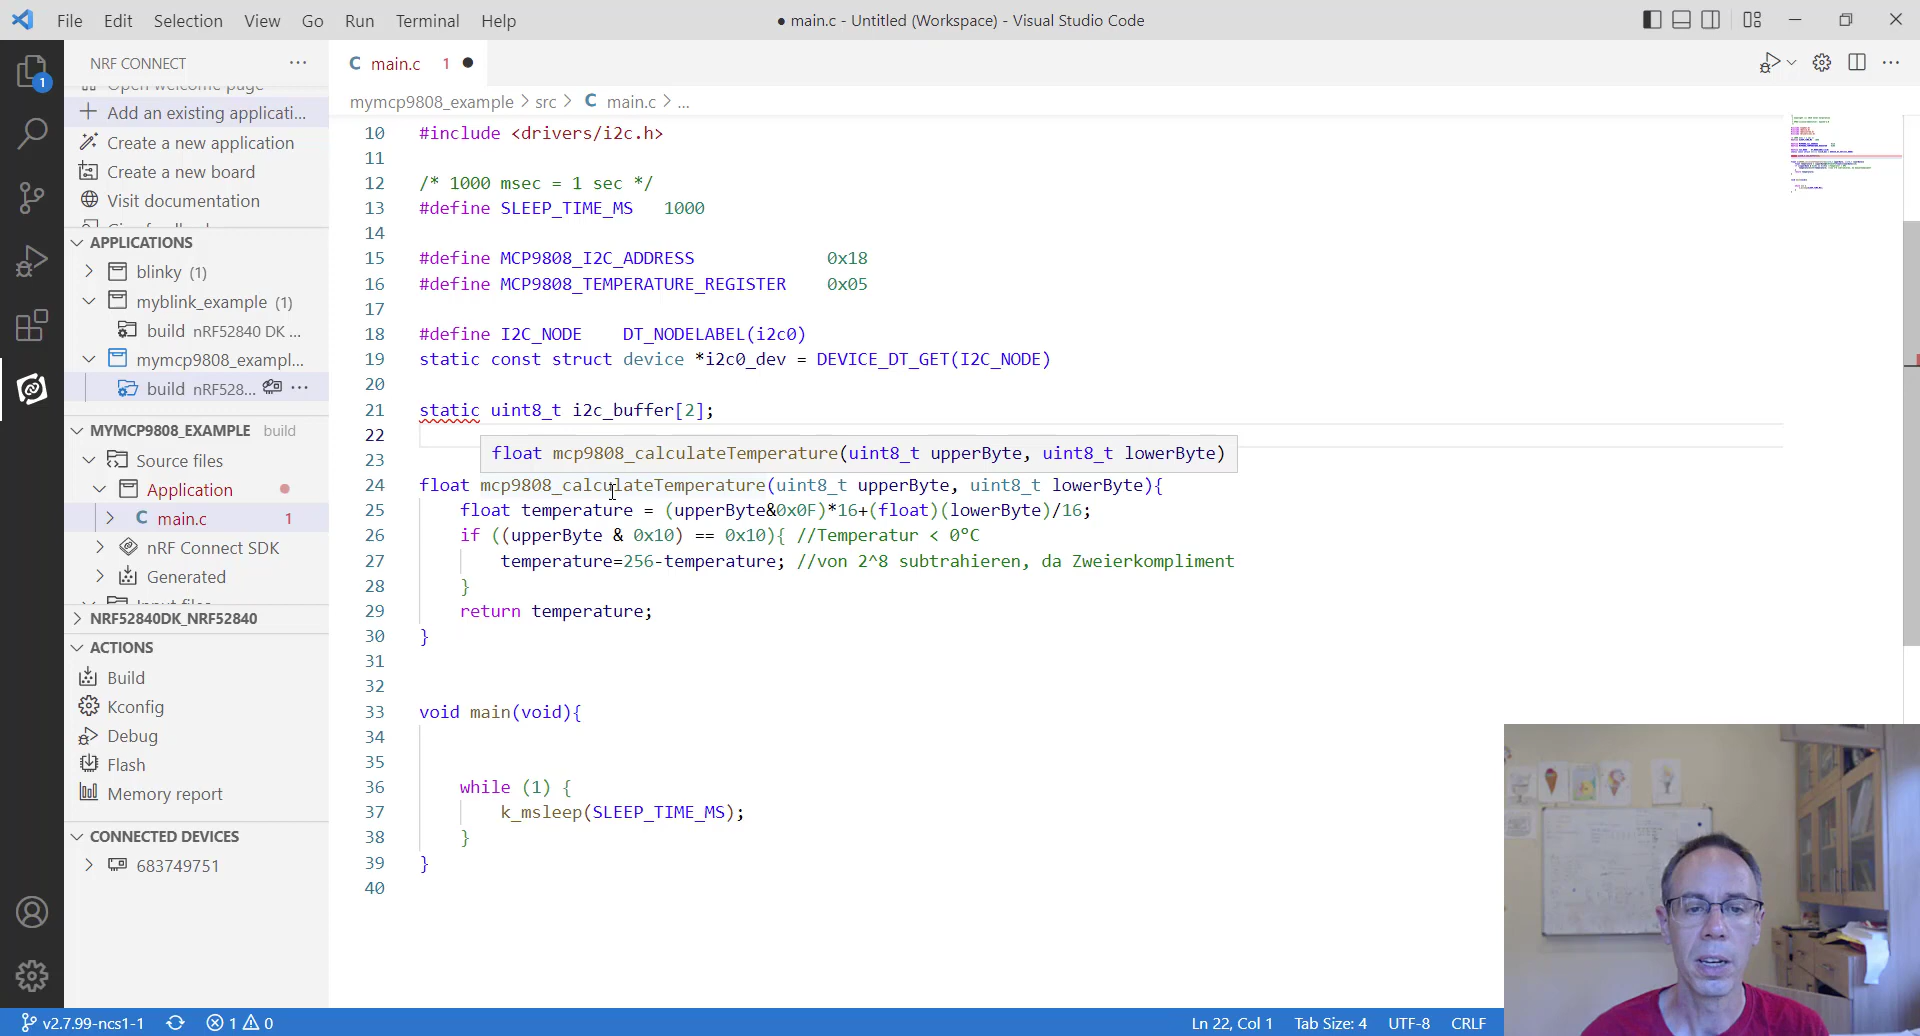 File Edit Selection View Go Run Terminal Help
● main.c - Untitled (Workspace) - Visual Studio Code
NRF CONNECT ...
C main.c 1 ●
Open welcome page
Add an existing applicati...
Create a new application
Create a new board
Visit documentation
APPLICATIONS
blinky (1)
myblink_example (1)
build nRF52840 DK ...
mymcp9808_exampl...
build nRF528... ...
MYMCP9808_EXAMPLE build
Source files
Application
C main.c 1
nRF Connect SDK
Generated
Input files
NRF52840DK_NRF52840
ACTIONS
Build
Kconfig
Debug
Flash
Memory report
CONNECTED DEVICES
683749751
mymcp9808_example > src > C main.c > ...
10 #include <drivers/i2c.h>
11
12 /* 1000 msec = 1 sec */
13 #define SLEEP_TIME_MS   1000
14
15 #define MCP9808_I2C_ADDRESS             0x18
16 #define MCP9808_TEMPERATURE_REGISTER    0x05
17
18 #define I2C_NODE    DT_NODELABEL(i2c0)
19 static const struct device *i2c0_dev = DEVICE_DT_GET(I2C_NODE)
20
21 static uint8_t i2c_buffer[2];
22
23
float mcp9808_calculateTemperature(uint8_t upperByte, uint8_t lowerByte)
24 float mcp9808_calculateTemperature(uint8_t upperByte, uint8_t lowerByte){
25     float temperature = (upperByte&0x0F)*16+(float)(lowerByte)/16;
26     if ((upperByte & 0x10) == 0x10){ //Temperatur < 0°C
27         temperature=256-temperature; //von 2^8 subtrahieren, da Zweierkompliment
28     }
29     return temperature;
30 }
31
32
33 void main(void){
34
35
36     while (1) {
37         k_msleep(SLEEP_TIME_MS);
38     }
39 }
40
1
v2.7.99-ncs1-1 1 0
Ln 22, Col 1 Tab Size: 4 UTF-8 CRLF